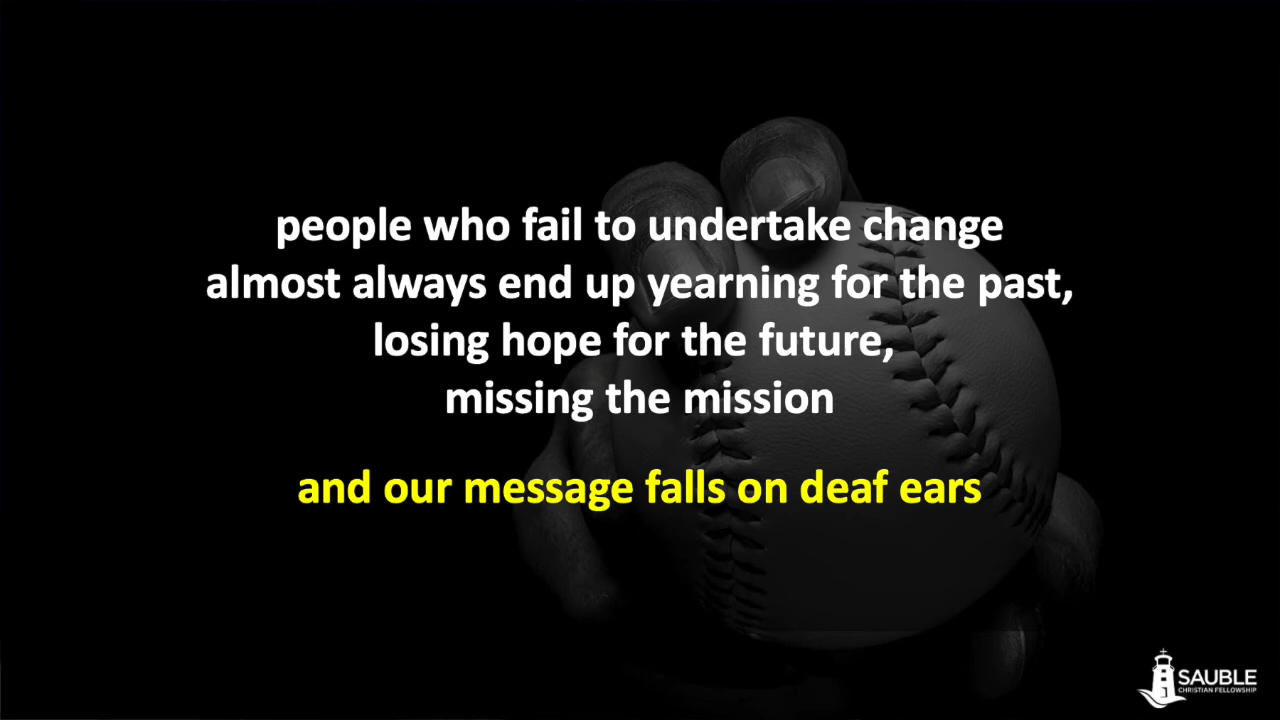 people who fail to undertake change
almost always end up yearning for the past,
losing hope for the future,
missing the mission
and our message falls on deaf ears
SAUBLE
CHRISTIAN FELLOWSHIP